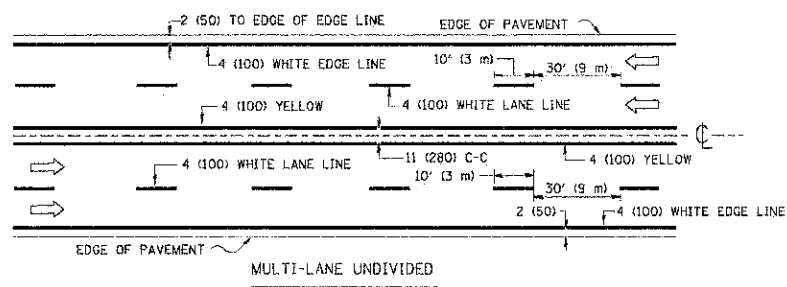 2 (50) TO EDGE OF EDGE LINE
EDGE OF PAVEMENT
4 (100) WHITE EDGE LINE
10' (3 m)
30' (9 m)
4 (100) YELLOW
4 (100) WHITE LANE LINE
℄
4 (100) WHITE LANE LINE
11 (280) C-C
4 (100) YELLOW
10' (3 m)
30' (9 m)
2 (50)
4 (100) WHITE EDGE LINE
EDGE OF PAVEMENT
MULTI-LANE UNDIVIDED